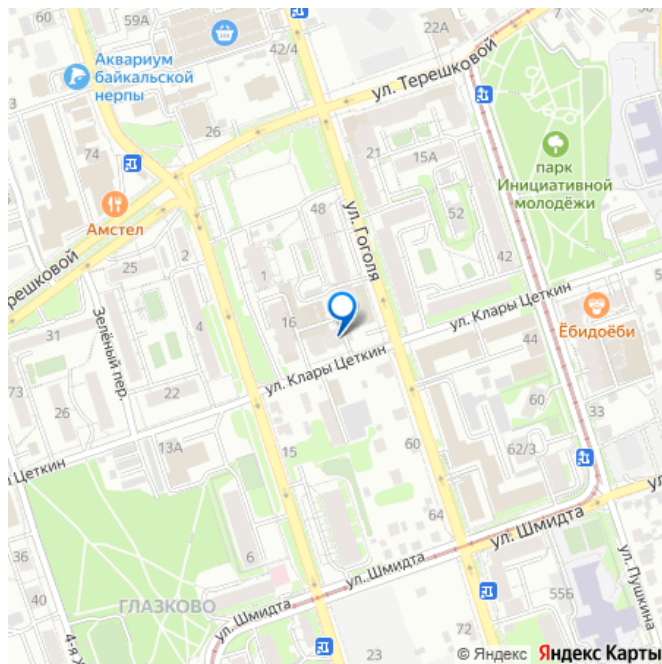 59А
42/4
22А
Аквариум
байкальской
нерпы
ул. Терешковой
73
26
74
21
15А
парк
Инициативной
молодёжи
Амстел
48
52
ул. Гоголя
42
Терешковой
25
2
1
ул. Клары Цеткин
Ёбидоёби
31
Зелёный пер.
4
16
ул. Клары Цеткин
44
73
26
22
60
33
13А
15
60
62/3
Цеткин
64
ул. Шмидта
36
6
ул. Шмидта
ул. Пушкина
40
ГЛАЗКОВО
55Б
ул. Шмидта
4-я Ж
23
72
© Яндекс
Яндекс Карты